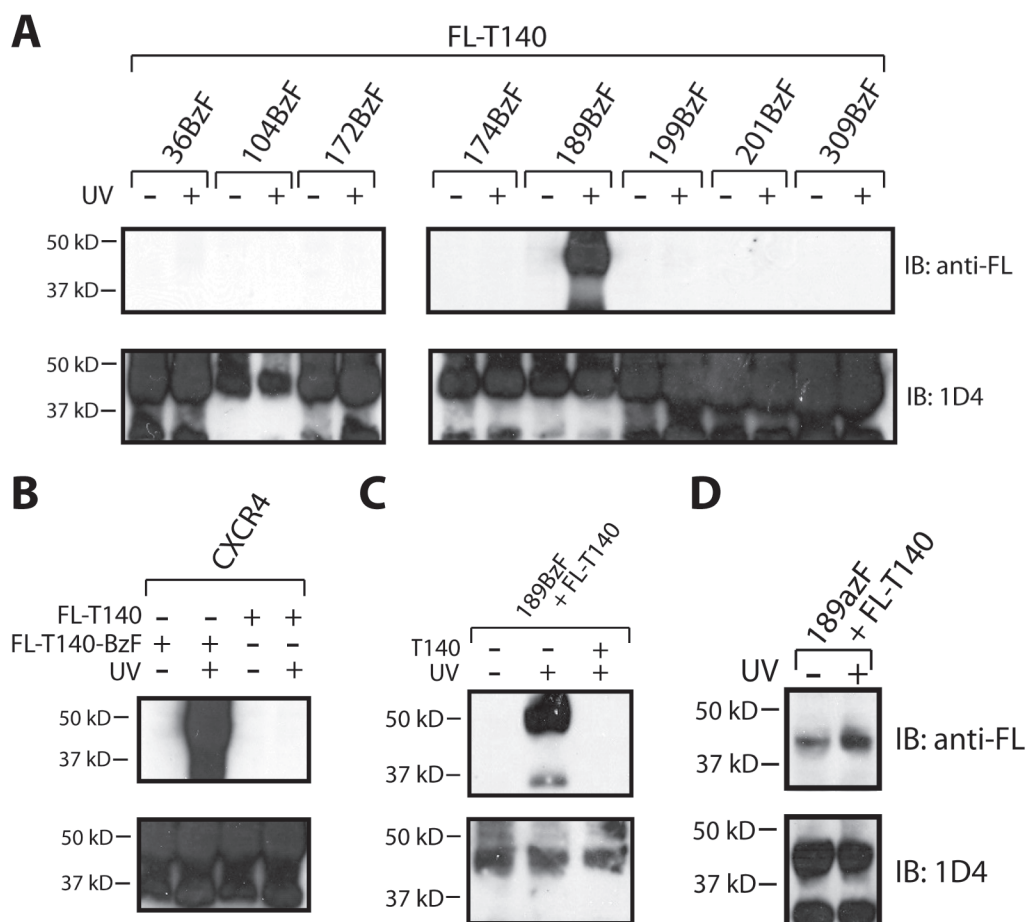 A
FL-T140
36BzF 104BzF 172BzF 174BzF 189BzF 199BzF 201BzF 309BzF
UV − + − + − + − + − + − + − + − +
50 kD
37 kD
IB: anti-FL
50 kD
37 kD
IB: 1D4
B
CXCR4
FL-T140 − − + +
FL-T140-BzF + + − −
UV − + − +
50 kD
37 kD
50 kD
37 kD
C
189BzF
+ FL-T140
T140 − − +
UV − + +
50 kD
37 kD
50 kD
37 kD
D
189azF
+ FL-T140
UV − +
50 kD
37 kD
IB: anti-FL
50 kD
37 kD
IB: 1D4